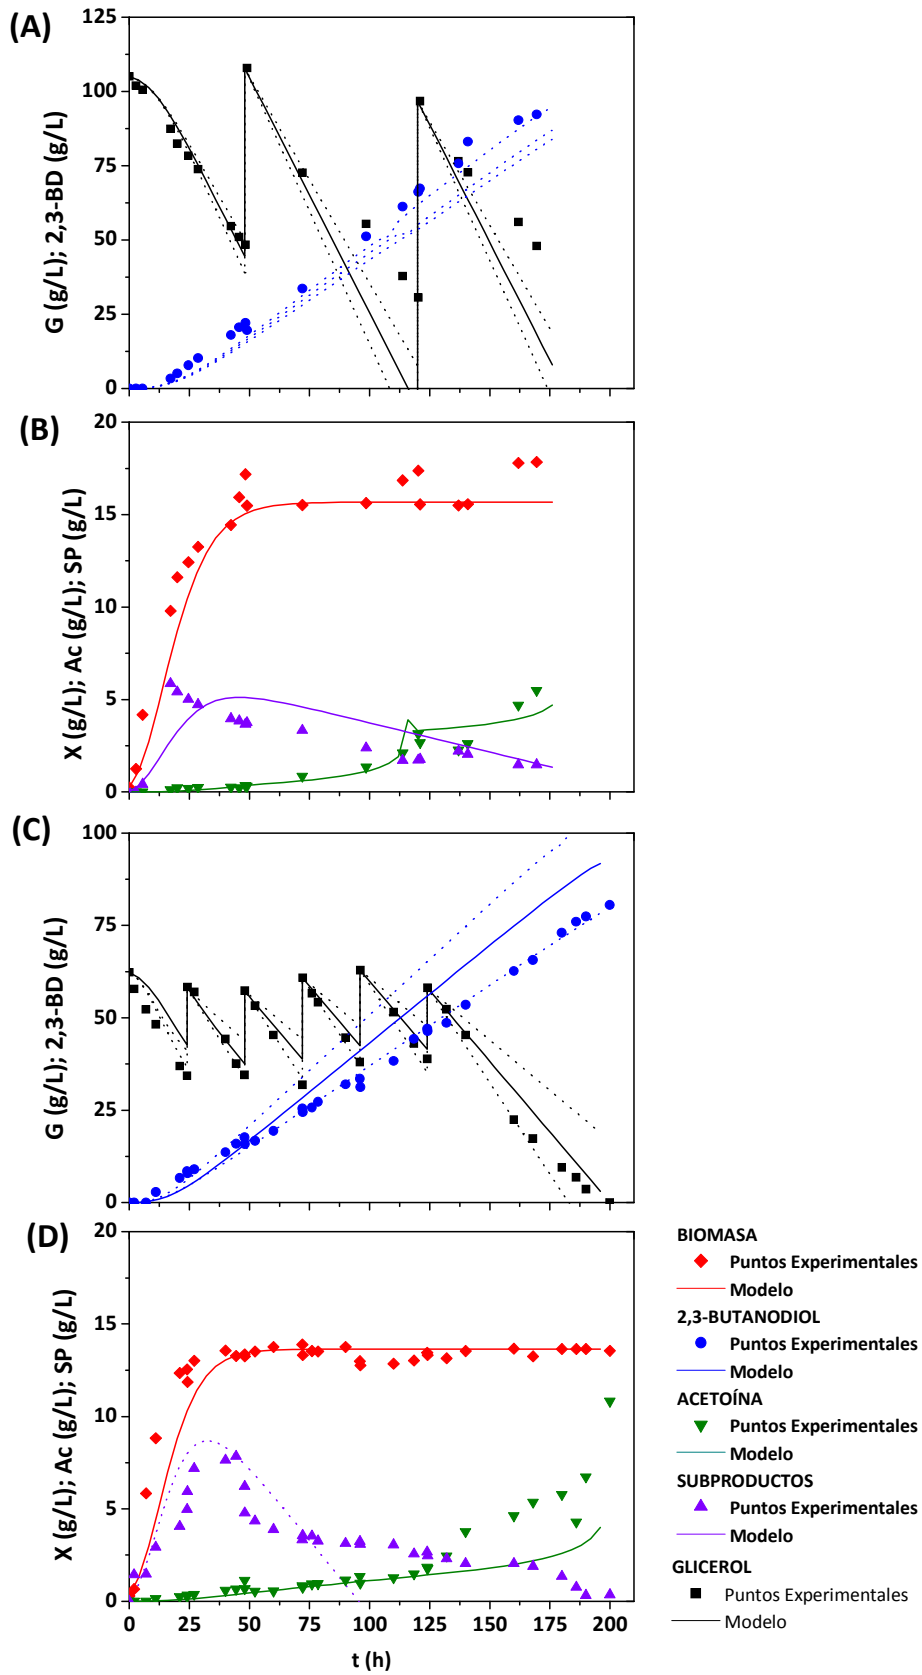 (A)
125
100
75
50
25
0
G (g/L); 2,3-BD (g/L)
(B)
20
15
10
5
0
X (g/L); Ac (g/L); SP (g/L)
(C)
100
75
50
25
0
G (g/L); 2,3-BD (g/L)
(D)
20
15
10
5
0
X (g/L); Ac (g/L); SP (g/L)
0 25 50 75 100 125 150 175 200
t (h)
BIOMASA
Puntos Experimentales
Modelo
2,3-BUTANODIOL
Puntos Experimentales
Modelo
ACETOÍNA
Puntos Experimentales
Modelo
SUBPRODUCTOS
Puntos Experimentales
Modelo
GLICEROL
Puntos Experimentales
Modelo